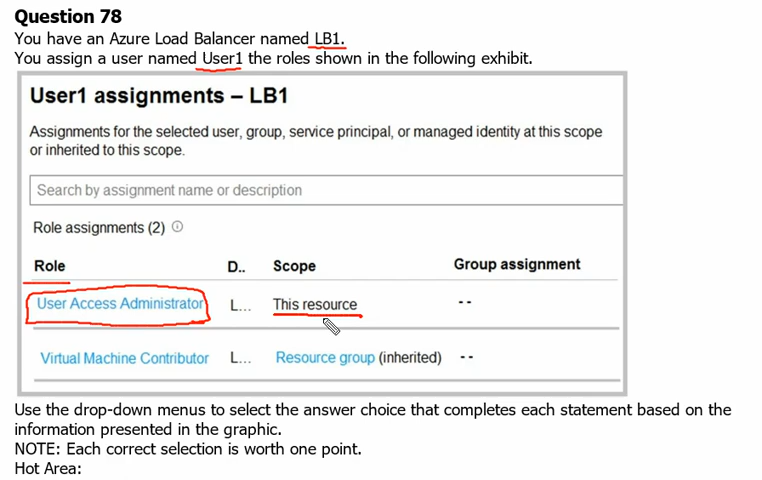 Question 78
You have an Azure Load Balancer named LB1.
You assign a user named User1 the roles shown in the following exhibit.
User1 assignments – LB1
Assignments for the selected user, group, service principal, or managed identity at this scope
or inherited to this scope.
Search by assignment name or description
Role assignments (2)
Role D.. Scope Group assignment
User Access Administrator L... This resource --
Virtual Machine Contributor L... Resource group (inherited) --
Use the drop-down menus to select the answer choice that completes each statement based on the
information presented in the graphic.
NOTE: Each correct selection is worth one point.
Hot Area: